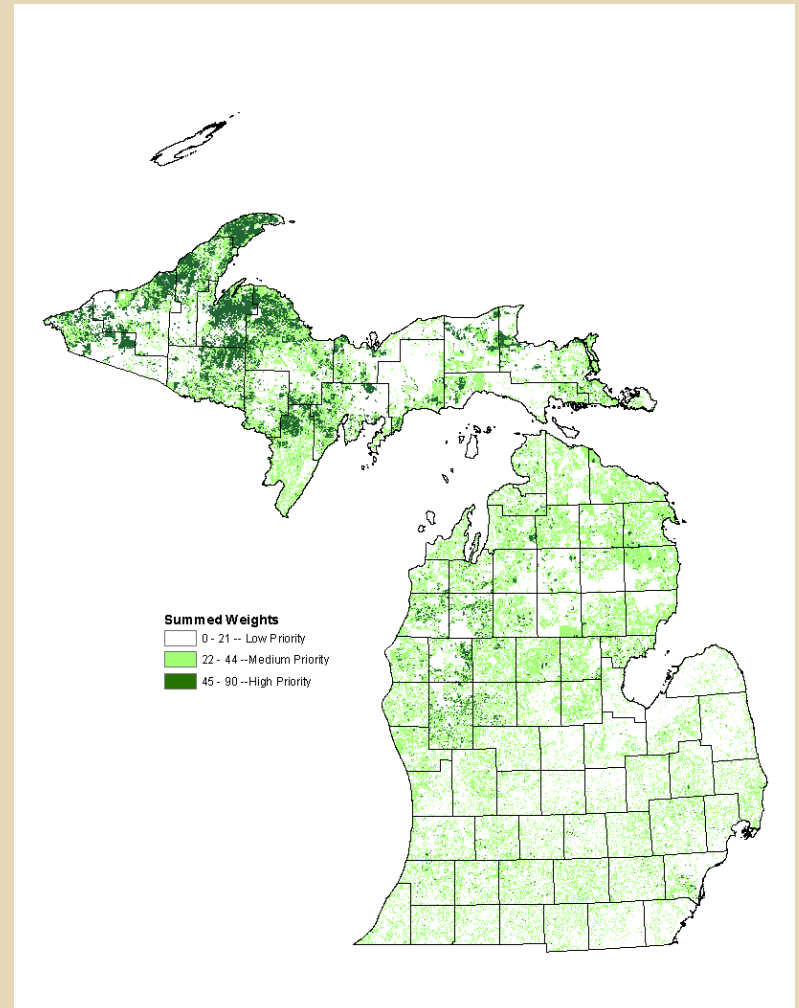 Summed Weights
0 - 21 -- Low Priority
22 - 44 --Medium Priority
45 - 90 --High Priority